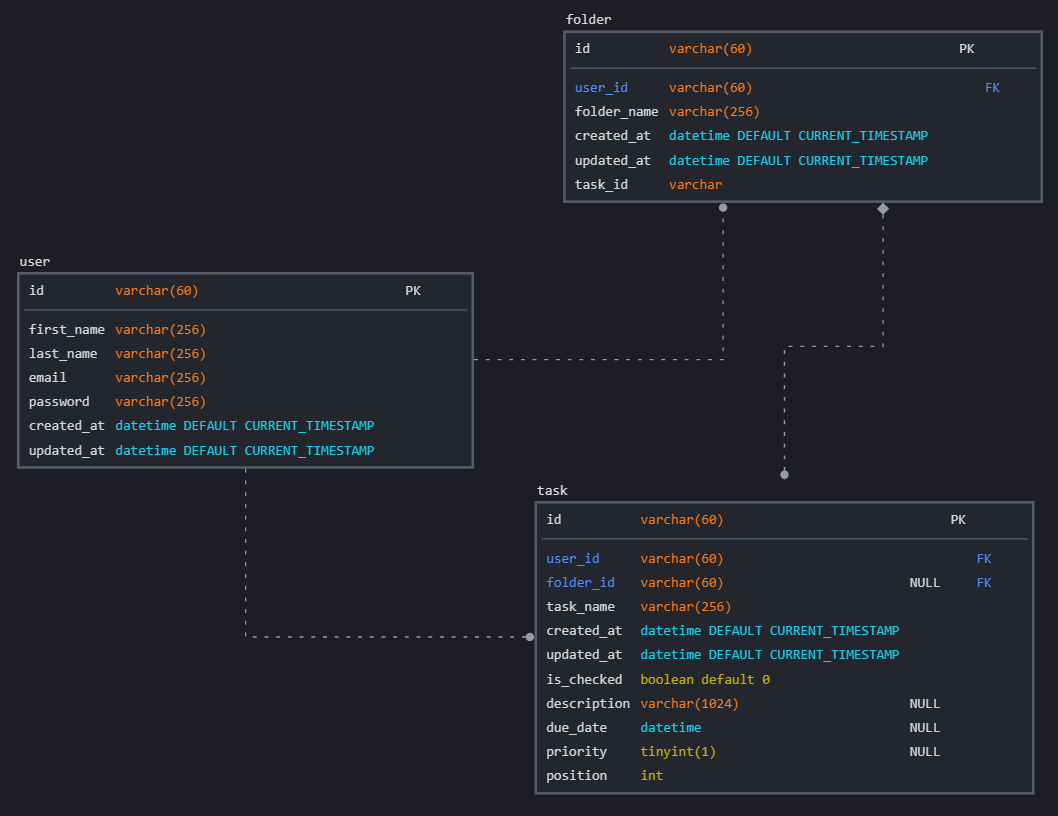 folder
id varchar(60) PK
user_id varchar(60) FK
folder_name varchar(256)
created_at datetime DEFAULT CURRENT_TIMESTAMP
updated_at datetime DEFAULT CURRENT_TIMESTAMP
task_id varchar
user
id varchar(60) PK
first_name varchar(256)
last_name varchar(256)
email varchar(256)
password varchar(256)
created_at datetime DEFAULT CURRENT_TIMESTAMP
updated_at datetime DEFAULT CURRENT_TIMESTAMP
task
id varchar(60) PK
user_id varchar(60) FK
folder_id varchar(60) NULL FK
task_name varchar(256)
created_at datetime DEFAULT CURRENT_TIMESTAMP
updated_at datetime DEFAULT CURRENT_TIMESTAMP
is_checked boolean default 0
description varchar(1024) NULL
due_date datetime NULL
priority tinyint(1) NULL
position int